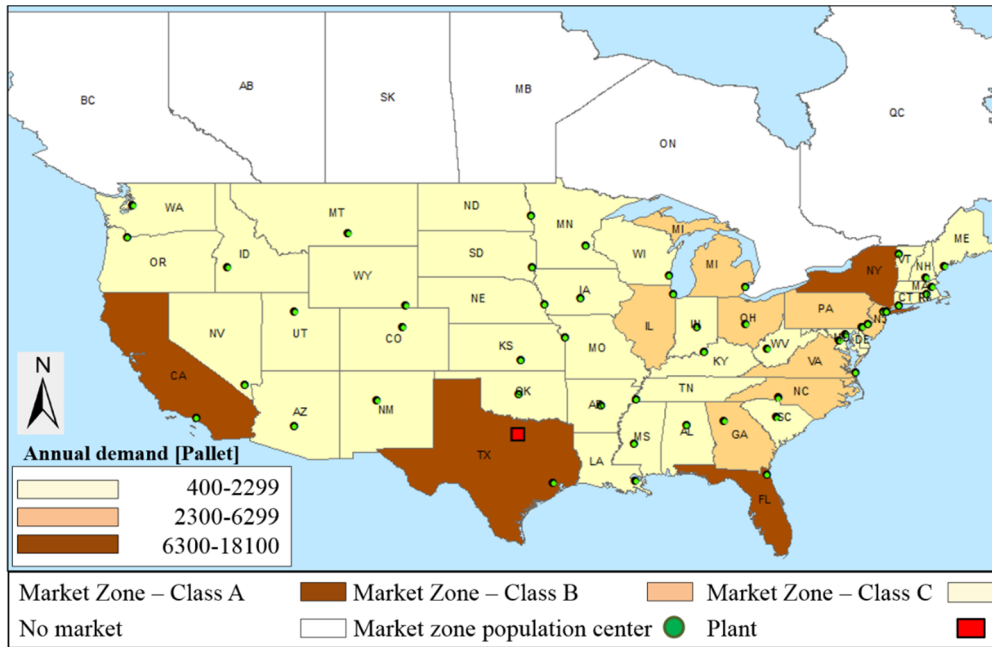 BC
AB
SK
MB
ON
QC
WA
MT
ND
MN
ME
MI
VT
NH
OR
ID
SD
WI
MI
NY
MA
CT
WY
IA
PA
NE
NJ
NV
UT
CO
IL
IN
OH
WV
DE
KS
MO
KY
VA
CA
TN
NC
AZ
NM
OK
AR
SC
MS
AL
GA
N
TX
LA
FL
Annual demand [Pallet]
400-2299
2300-6299
6300-18100
Market Zone – Class A
Market Zone – Class B
Market Zone – Class C
No market
Market zone population center
Plant